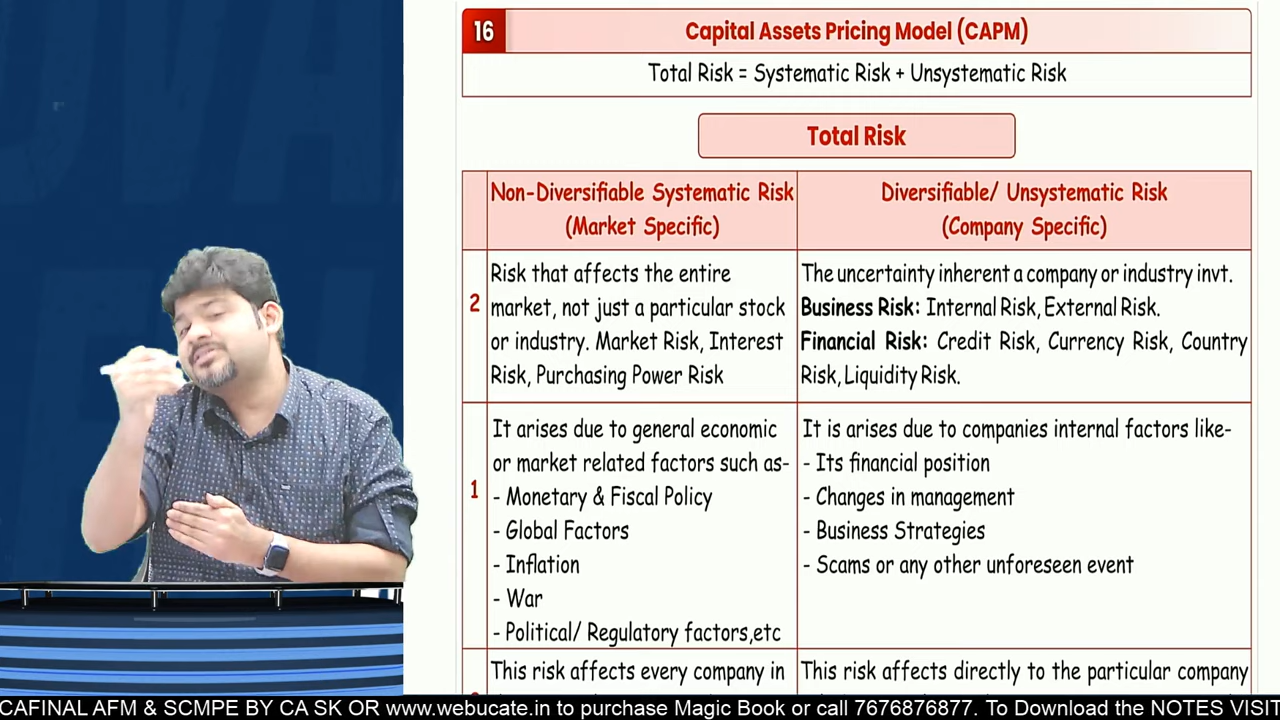 16
Capital Assets Pricing Model (CAPM)
Total Risk = Systematic Risk + Unsystematic Risk
Total Risk
Non-Diversifiable Systematic Risk
(Market Specific)
Diversifiable/ Unsystematic Risk
(Company Specific)
2
Risk that affects the entire
market, not just a particular stock
or industry. Market Risk, Interest
Risk, Purchasing Power Risk
The uncertainty inherent a company or industry invt.
Business Risk: Internal Risk, External Risk.
Financial Risk: Credit Risk, Currency Risk, Country
Risk, Liquidity Risk.
1
It arises due to general economic
or market related factors such as-
- Monetary & Fiscal Policy
- Global Factors
- Inflation
- War
- Political/ Regulatory factors,etc
It is arises due to companies internal factors like-
- Its financial position
- Changes in management
- Business Strategies
- Scams or any other unforeseen event
This risk affects every company in
This risk affects directly to the particular company
CAFINAL AFM & SCMPE BY CA SK OR www.webucate.in to purchase Magic Book or call 7676876877. To Download the NOTES VISIT